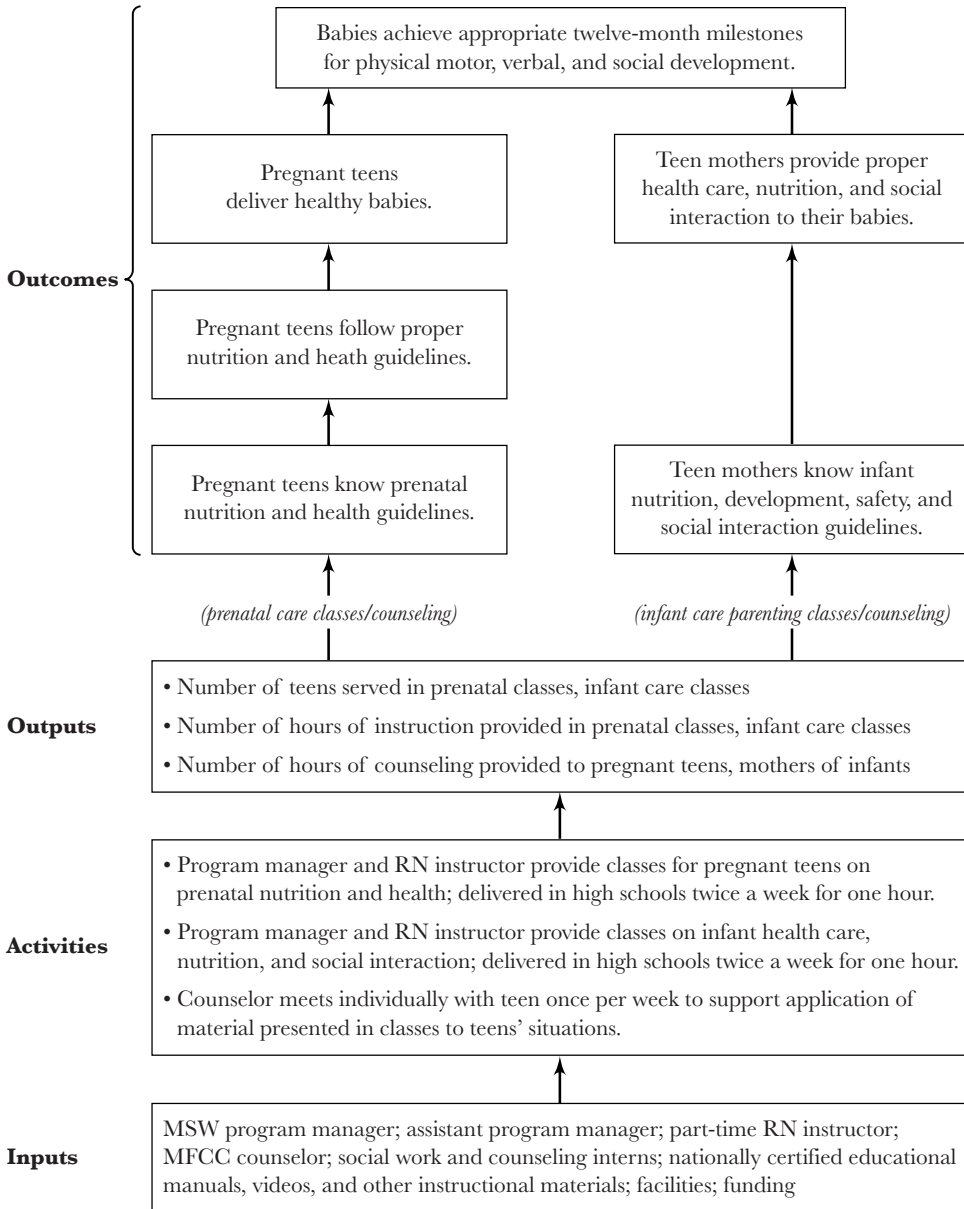 Babies achieve appropriate twelve-month milestones
for physical motor, verbal, and social development.
Pregnant teens
deliver healthy babies.
Teen mothers provide proper
health care, nutrition, and social
interaction to their babies.
Outcomes
Pregnant teens follow proper
nutrition and heath guidelines.
Pregnant teens know prenatal
nutrition and health guidelines.
Teen mothers know infant
nutrition, development, safety, and
social interaction guidelines.
(prenatal care classes/counseling)
(infant care parenting classes/counseling)
Outputs
• Number of teens served in prenatal classes, infant care classes
• Number of hours of instruction provided in prenatal classes, infant care classes
• Number of hours of counseling provided to pregnant teens, mothers of infants
Activities
• Program manager and RN instructor provide classes for pregnant teens on
prenatal nutrition and health; delivered in high schools twice a week for one hour.
• Program manager and RN instructor provide classes on infant health care,
nutrition, and social interaction; delivered in high schools twice a week for one hour.
• Counselor meets individually with teen once per week to support application of
material presented in classes to teens’ situations.
Inputs
MSW program manager; assistant program manager; part-time RN instructor;
MFCC counselor; social work and counseling interns; nationally certified educational
manuals, videos, and other instructional materials; facilities; funding